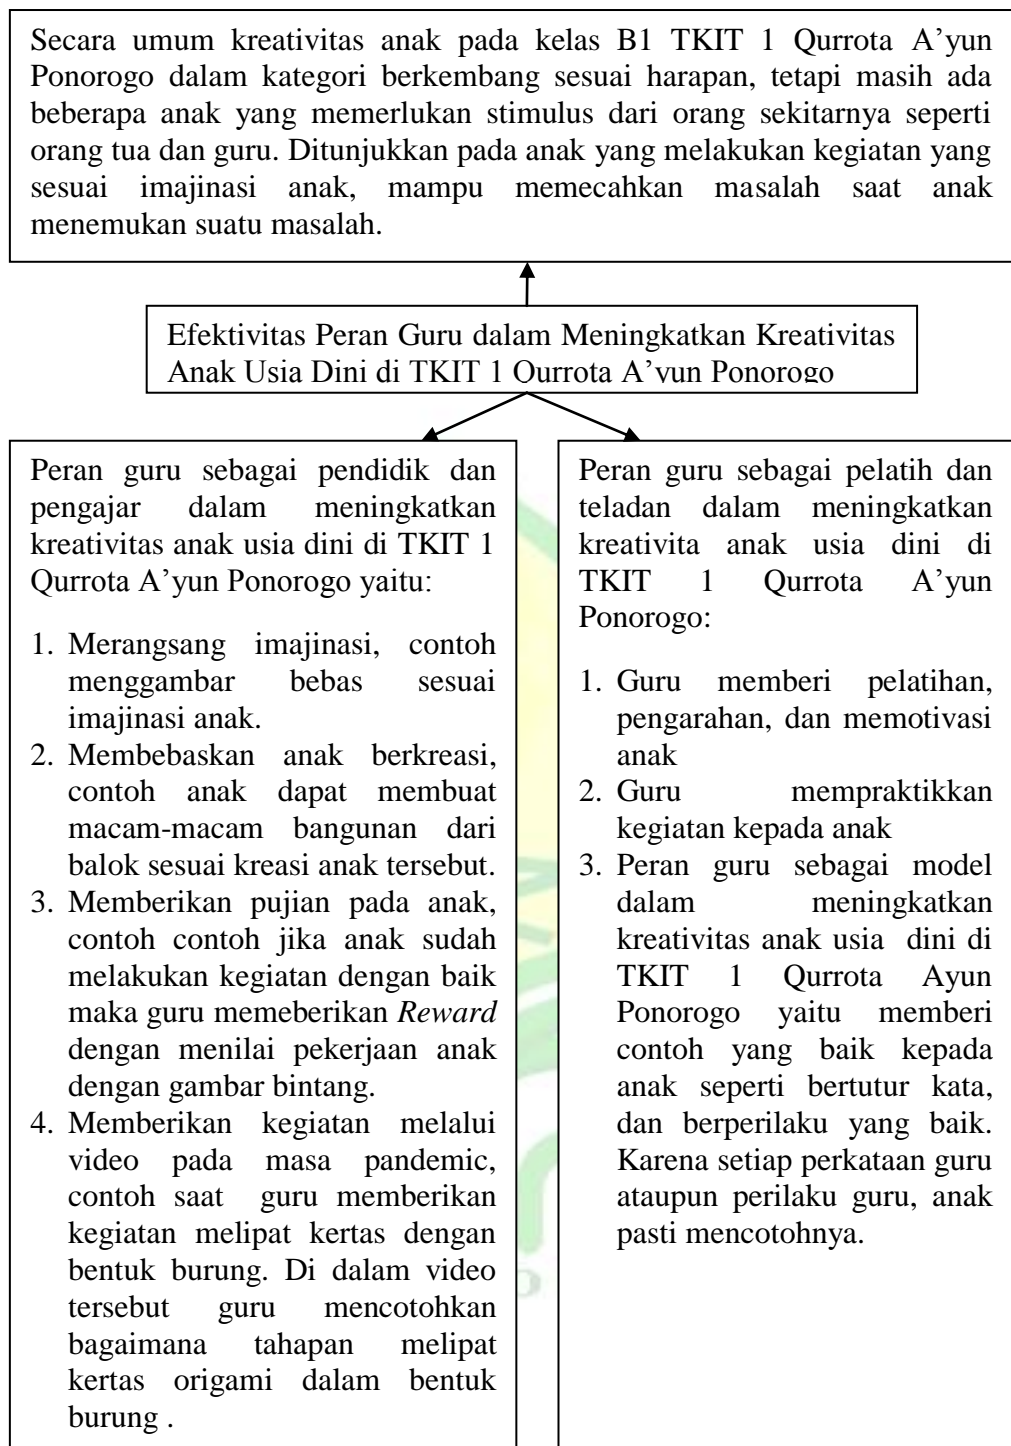 Secara umum kreativitas anak pada kelas B1 TKIT 1 Qurrota A’yun
Ponorogo dalam kategori berkembang sesuai harapan, tetapi masih ada
beberapa anak yang memerlukan stimulus dari orang sekitarnya seperti
orang tua dan guru. Ditunjukkan pada anak yang melakukan kegiatan yang
sesuai imajinasi anak, mampu memecahkan masalah saat anak
menemukan suatu masalah.
Efektivitas Peran Guru dalam Meningkatkan Kreativitas
Anak Usia Dini di TKIT 1 Qurrota A’yun Ponorogo
Peran guru sebagai pendidik dan
pengajar dalam meningkatkan
kreativitas anak usia dini di TKIT 1
Qurrota A’yun Ponorogo yaitu:
1. Merangsang imajinasi, contoh
menggambar bebas sesuai
imajinasi anak.
2. Membebaskan anak berkreasi,
contoh anak dapat membuat
macam-macam bangunan dari
balok sesuai kreasi anak tersebut.
3. Memberikan pujian pada anak,
contoh contoh jika anak sudah
melakukan kegiatan dengan baik
maka guru memeberikan Reward
dengan menilai pekerjaan anak
dengan gambar bintang.
4. Memberikan kegiatan melalui
video pada masa pandemic,
contoh saat guru memberikan
kegiatan melipat kertas dengan
bentuk burung. Di dalam video
tersebut guru mencotohkan
bagaimana tahapan melipat
kertas origami dalam bentuk
burung .
Peran guru sebagai pelatih dan
teladan dalam meningkatkan
kreativita anak usia dini di
TKIT 1 Qurrota A’yun
Ponorogo:
1. Guru memberi pelatihan,
pengarahan, dan memotivasi
anak
2. Guru mempraktikkan
kegiatan kepada anak
3. Peran guru sebagai model
dalam meningkatkan
kreativitas anak usia dini di
TKIT 1 Qurrota Ayun
Ponorogo yaitu memberi
contoh yang baik kepada
anak seperti bertutur kata,
dan berperilaku yang baik.
Karena setiap perkataan guru
ataupun perilaku guru, anak
pasti mencotohnya.